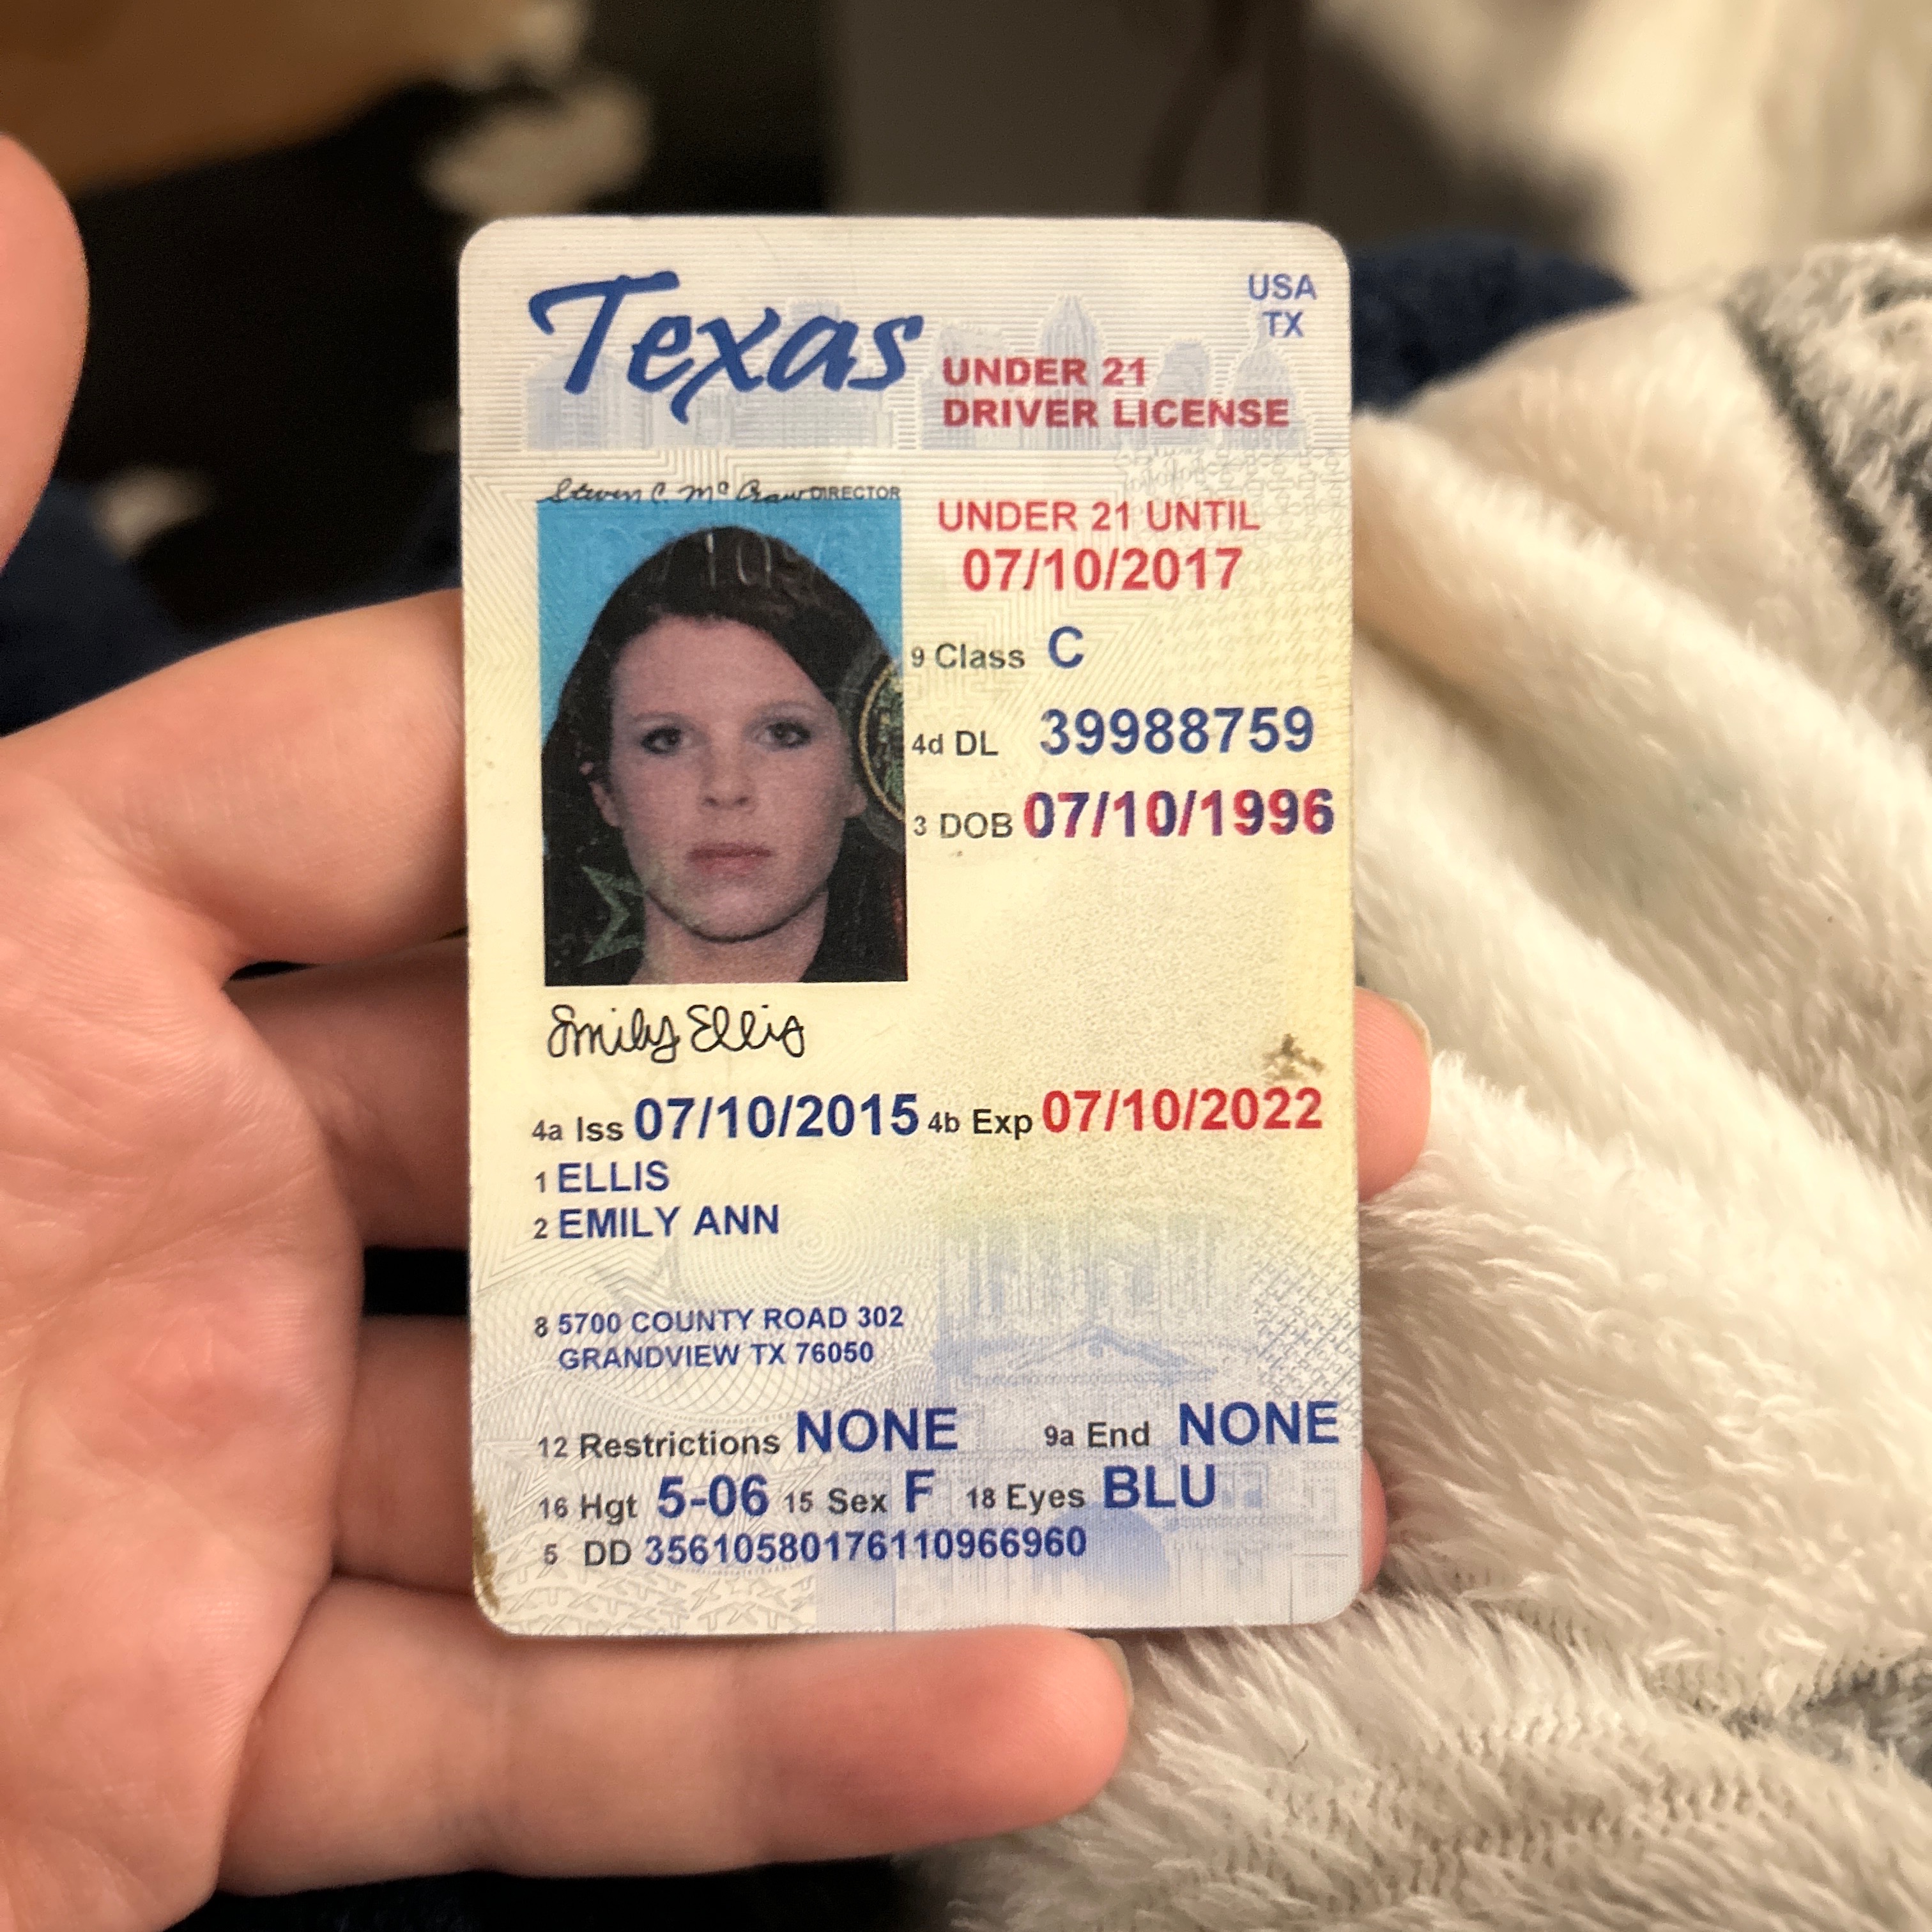 Texas
USA
TX
UNDER 21
DRIVER LICENSE
Steven C. McCraw DIRECTOR
UNDER 21 UNTIL
07/10/2017
9 Class C
4d DL 39988759
3 DOB 07/10/1996
Emily Ellis
4a Iss 07/10/2015 4b Exp 07/10/2022
1 ELLIS
2 EMILY ANN
8 5700 COUNTY ROAD 302
GRANDVIEW TX 76050
12 Restrictions NONE 9a End NONE
16 Hgt 5-06 15 Sex F 18 Eyes BLU
5 DD 35610580176110966960